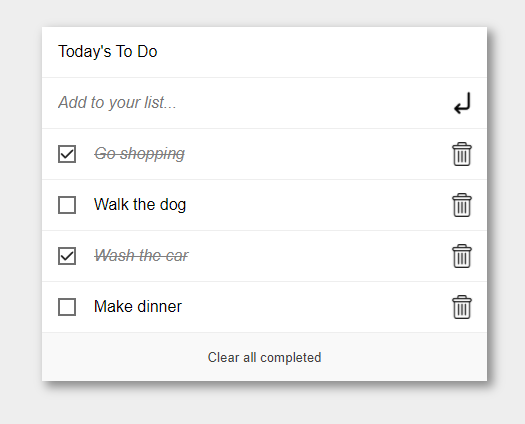 Today's To Do
Add to your list...
Go shopping
Walk the dog
Wash the car
Make dinner
Clear all completed